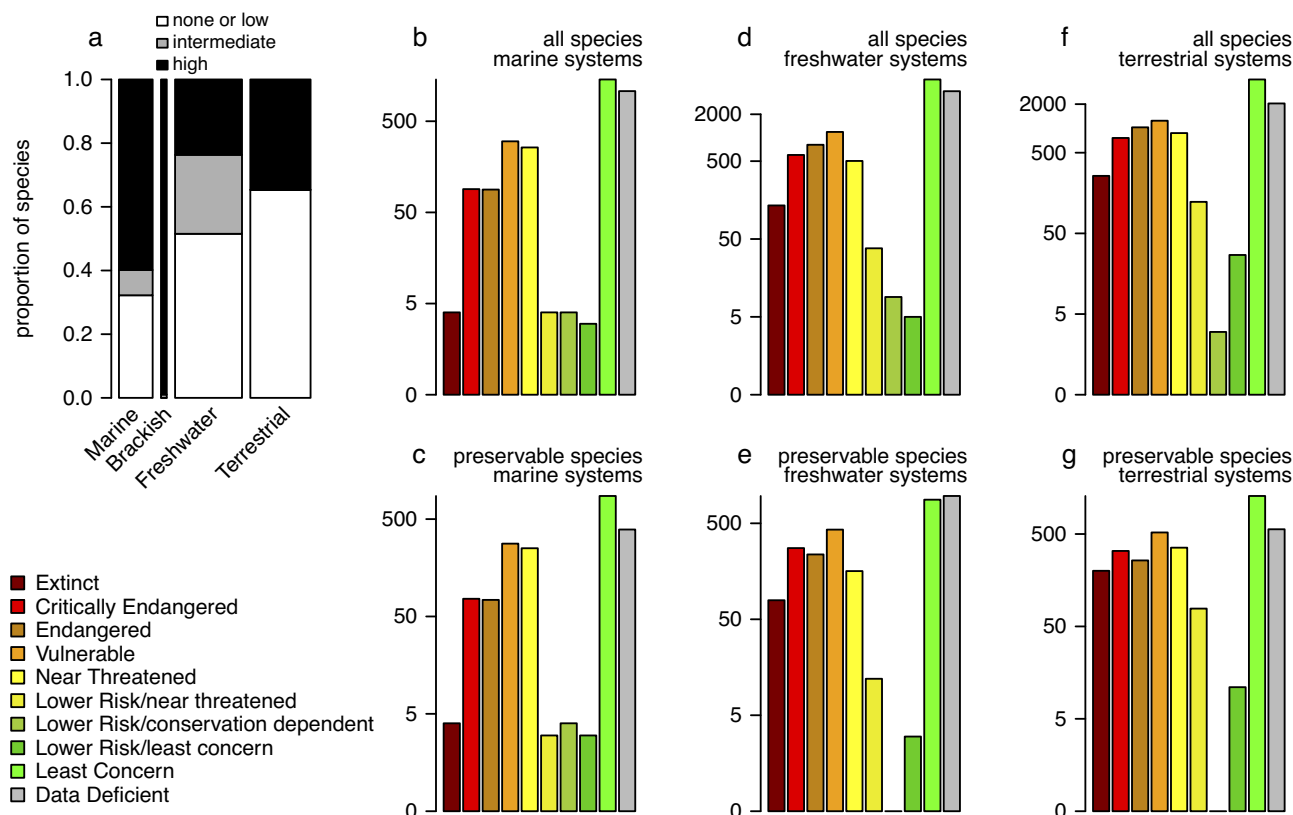 a
none or low
intermediate
high
proportion of species
1.0
0.8
0.6
0.4
0.2
0.0
Marine
Brackish
Freshwater
Terrestrial
b
all species
marine systems
500
50
5
0
d
all species
freshwater systems
2000
500
50
5
0
f
all species
terrestrial systems
2000
500
50
5
0
c
preservable species
marine systems
500
50
5
0
e
preservable species
freshwater systems
500
50
5
0
g
preservable species
terrestrial systems
500
50
5
0
Extinct
Critically Endangered
Endangered
Vulnerable
Near Threatened
Lower Risk/near threatened
Lower Risk/conservation dependent
Lower Risk/least concern
Least Concern
Data Deficient